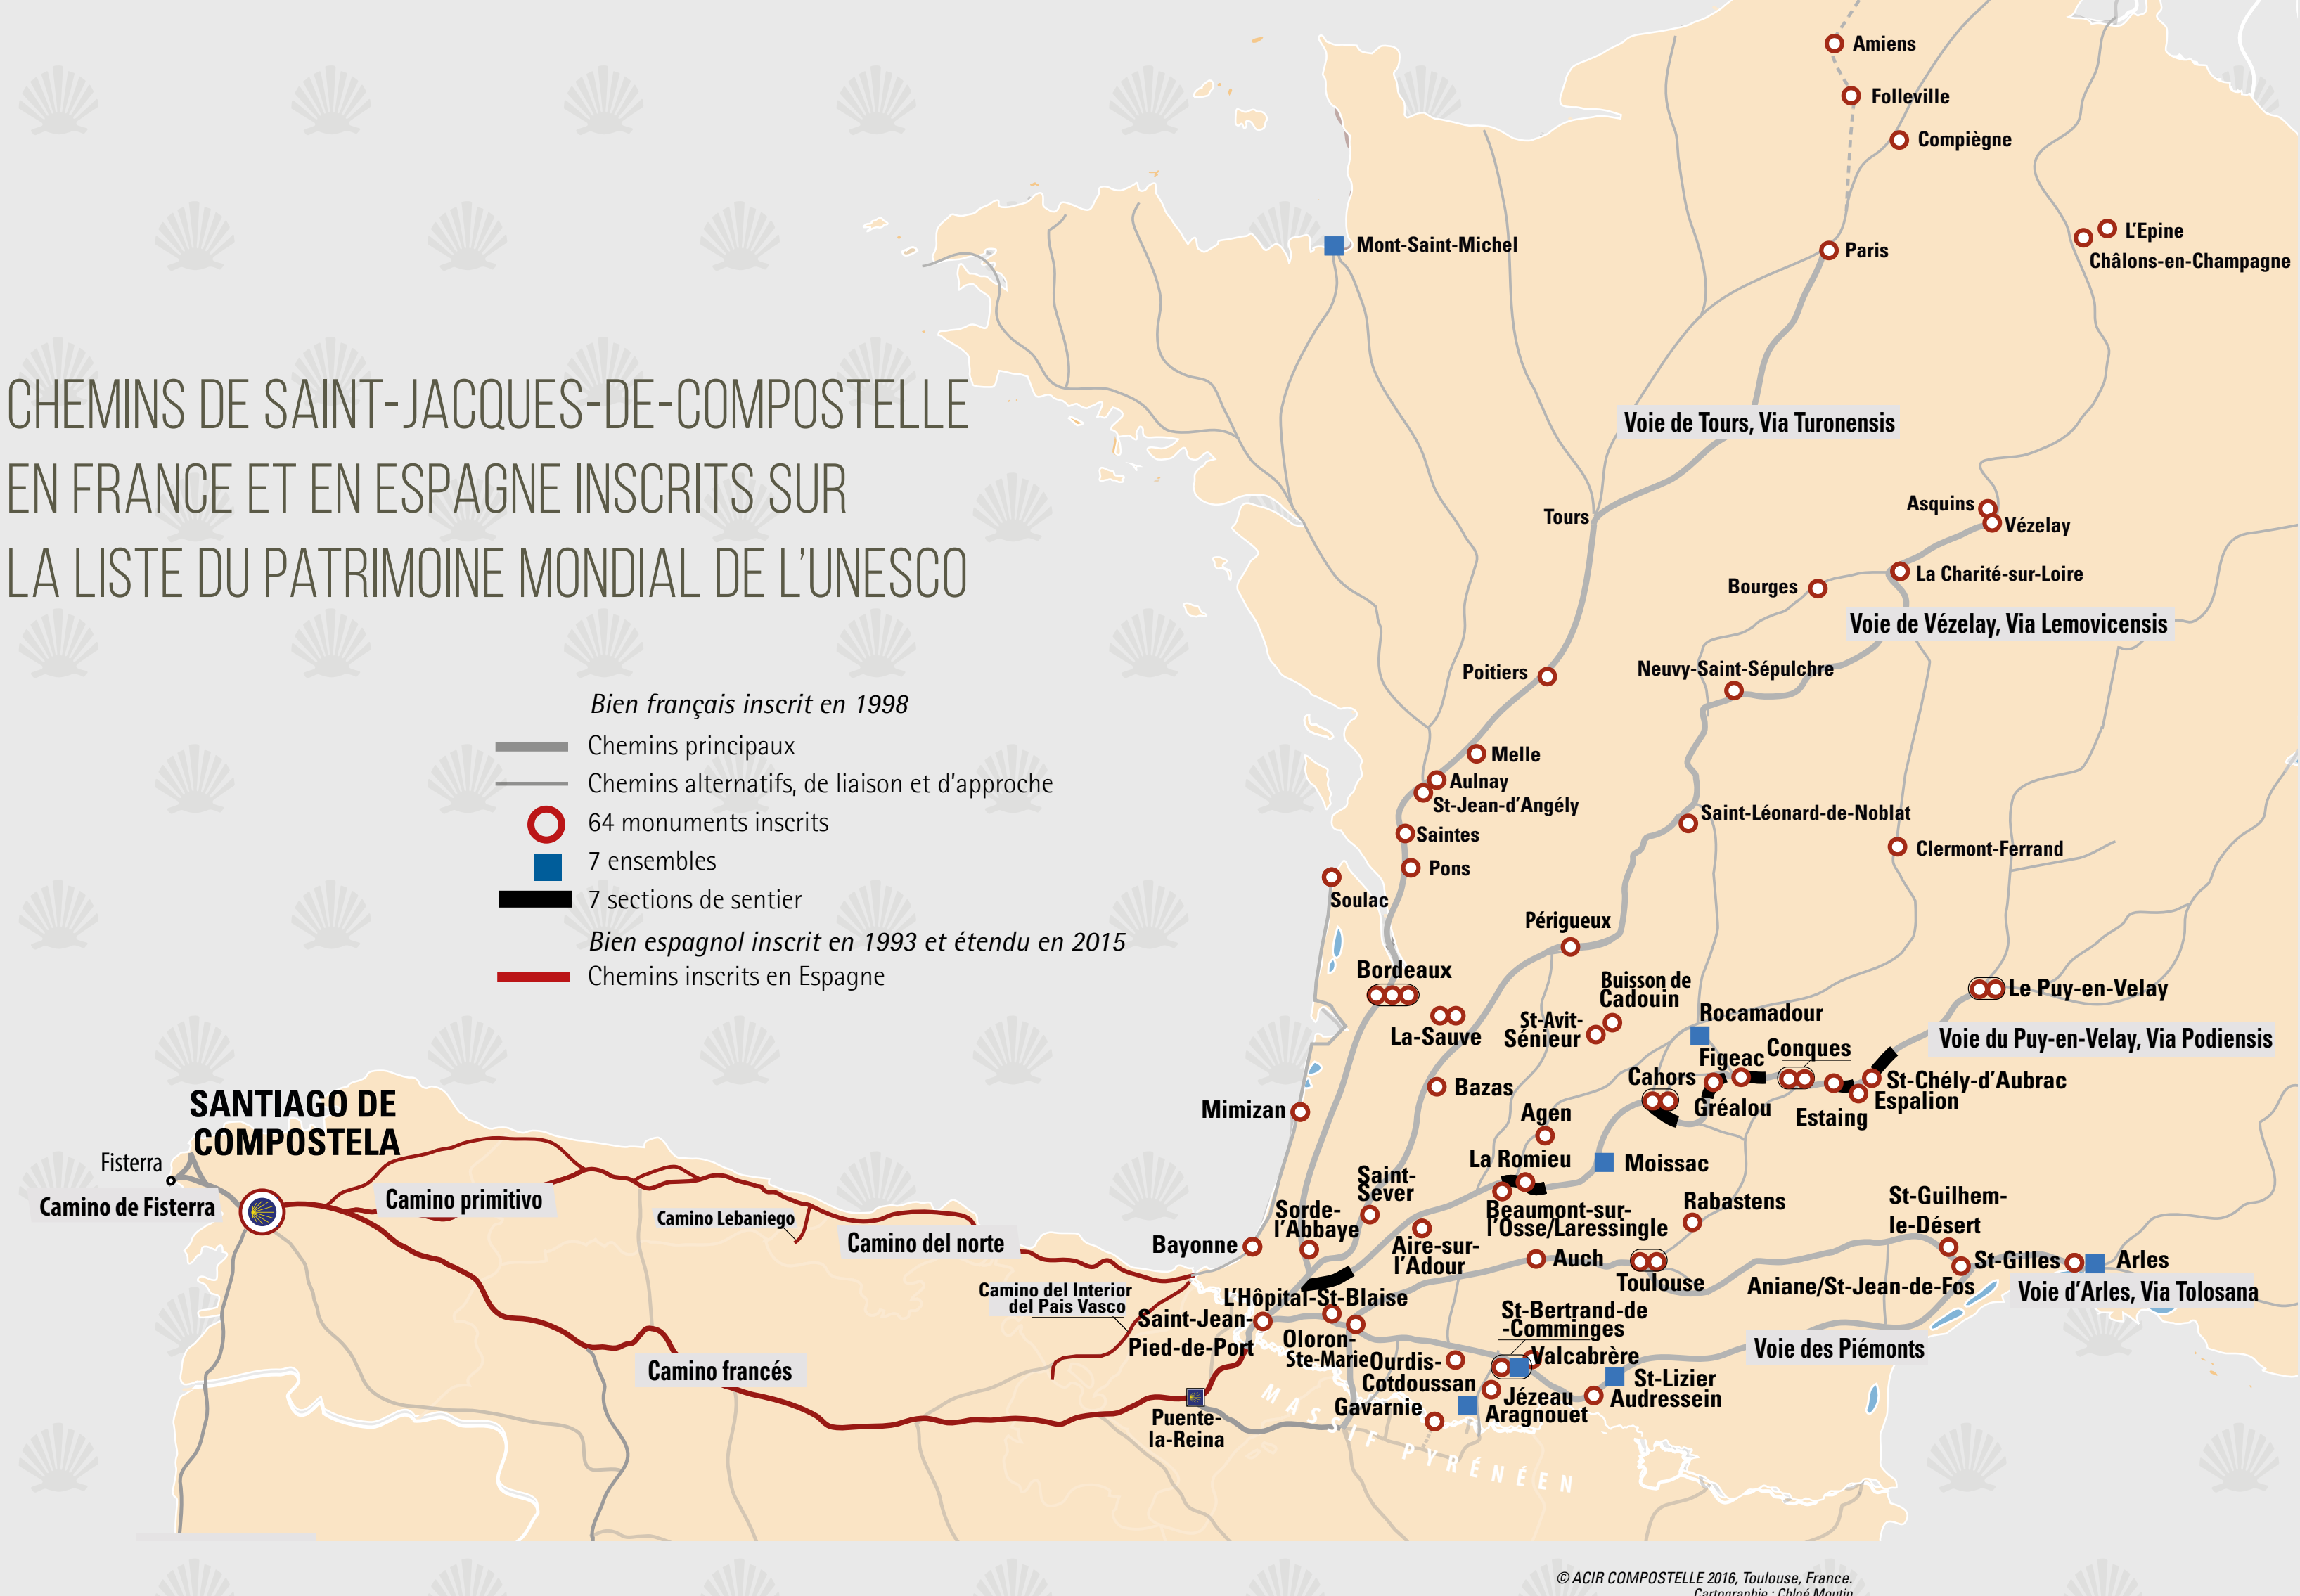 Amiens
Folleville
Compiègne
L'Epine
Châlons-en-Champagne
Mont-Saint-Michel
Paris
CHEMINS DE SAINT-JACQUES-DE-COMPOSTELLE
EN FRANCE ET EN ESPAGNE INSCRITS SUR
LA LISTE DU PATRIMOINE MONDIAL DE L'UNESCO
Voie de Tours, Via Turonensis
Tours
Asquins
Vézelay
La Charité-sur-Loire
Bourges
Voie de Vézelay, Via Lemovicensis
Neuvy-Saint-Sépulchre
Poitiers
Melle
Aulnay
St-Jean-d'Angély
Saintes
Pons
Soulac
Saint-Léonard-de-Noblat
Clermont-Ferrand
Bien français inscrit en 1998
Chemins principaux
Chemins alternatifs, de liaison et d'approche
64 monuments inscrits
7 ensembles
7 sections de sentier
Bien espagnol inscrit en 1993 et étendu en 2015
Chemins inscrits en Espagne
Périgueux
Bordeaux
La-Sauve
Buisson de
Cadouin
St-Avit-
Sénieur
Rocamadour
Le Puy-en-Velay
Voie du Puy-en-Velay, Via Podiensis
Figeac
Conques
Cahors
Gréalou
St-Chély-d'Aubrac
Espalion
Estaing
Bazas
Mimizan
Agen
La Romieu
Moissac
Saint-
Sever
Sorde-
l'Abbaye
Beaumont-sur-
l'Osse/Laressingle
Rabastens
St-Guilhem-
le-Désert
Bayonne
Aire-sur-
l'Adour
Auch
Toulouse
Aniane/St-Jean-de-Fos
St-Gilles
Arles
Voie d'Arles, Via Tolosana
SANTIAGO DE
COMPOSTELA
Fisterra
Camino de Fisterra
Camino primitivo
Camino Lebaniego
Camino del norte
Camino del Interior
del Pais Vasco
Camino francés
L'Hôpital-St-Blaise
Saint-Jean-
Pied-de-Port
Oloron-
Ste-Marie
Ourdis-
Cotdoussan
St-Bertrand-de
-Comminges
Valcabrère
Voie des Piémonts
St-Lizier
Audressein
Jézeau
Aragnouet
Gavarnie
Puente-
la-Reina
MASSIF PYRÉNÉEN
© ACIR COMPOSTELLE 2016, Toulouse, France.
Cartographie : Chloé Moutin